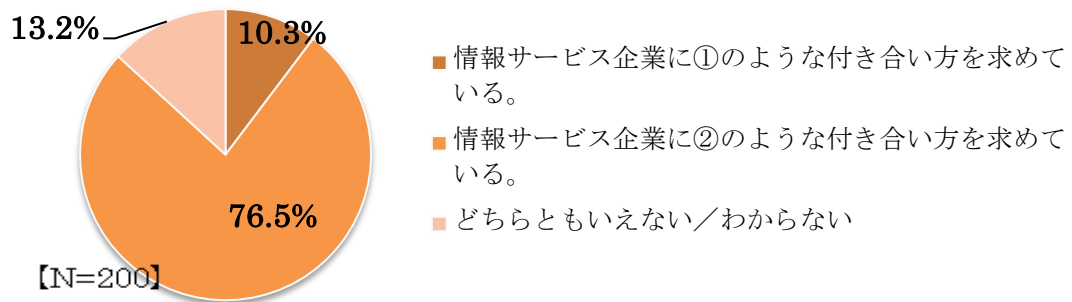 13.2%
10.3%
76.5%
【N=200】
情報サービス企業に①のような付き合い方を求めて
いる。
情報サービス企業に②のような付き合い方を求めて
いる。
どちらともいえない／わからない